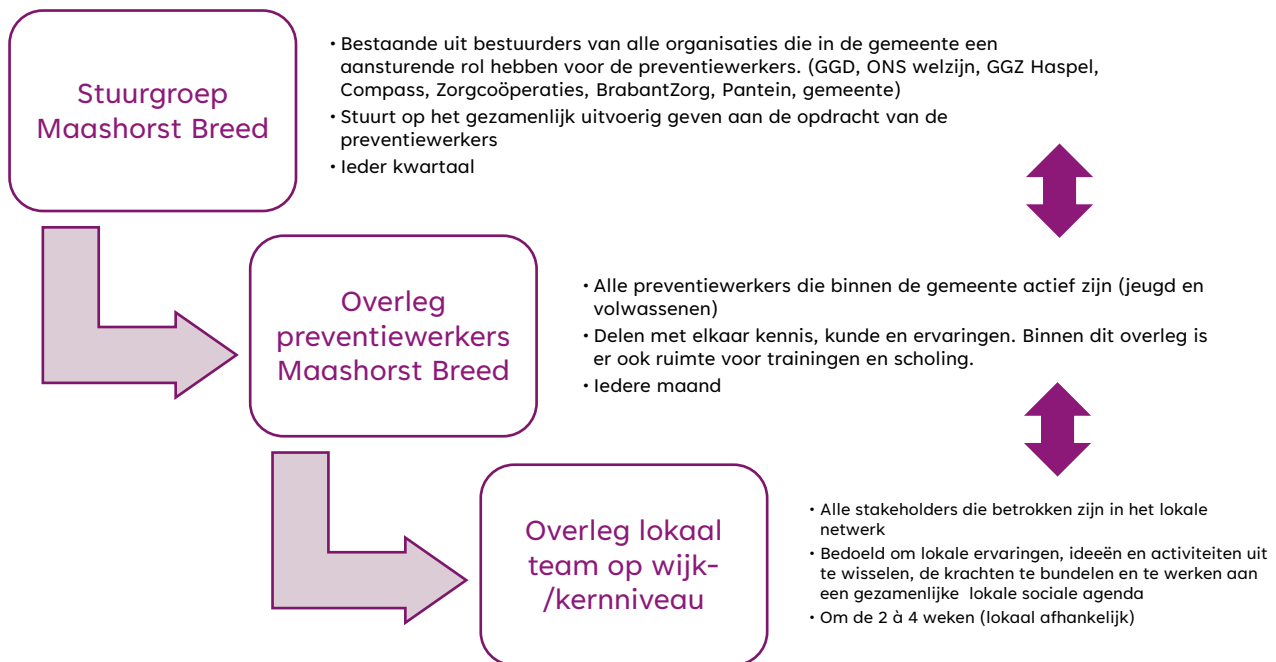 Stuurgroep
Maashorst Breed
• Bestaande uit bestuurders van alle organisaties die in de gemeente een
aansturende rol hebben voor de preventiewerkers. (GGD, ONS welzijn, GGZ Haspel,
Compass, Zorgcoöperaties, BrabantZorg, Pantein, gemeente)
• Stuurt op het gezamenlijk uitvoerig geven aan de opdracht van de
preventiewerkers
• Ieder kwartaal
Overleg
preventiewerkers
Maashorst Breed
• Alle preventiewerkers die binnen de gemeente actief zijn (jeugd en
volwassenen)
• Delen met elkaar kennis, kunde en ervaringen. Binnen dit overleg is
er ook ruimte voor trainingen en scholing.
• Iedere maand
Overleg lokaal
team op wijk-
/kernniveau
• Alle stakeholders die betrokken zijn in het lokale
netwerk
• Bedoeld om lokale ervaringen, ideeën en activiteiten uit
te wisselen, de krachten te bundelen en te werken aan
een gezamenlijke lokale sociale agenda
• Om de 2 à 4 weken (lokaal afhankelijk)